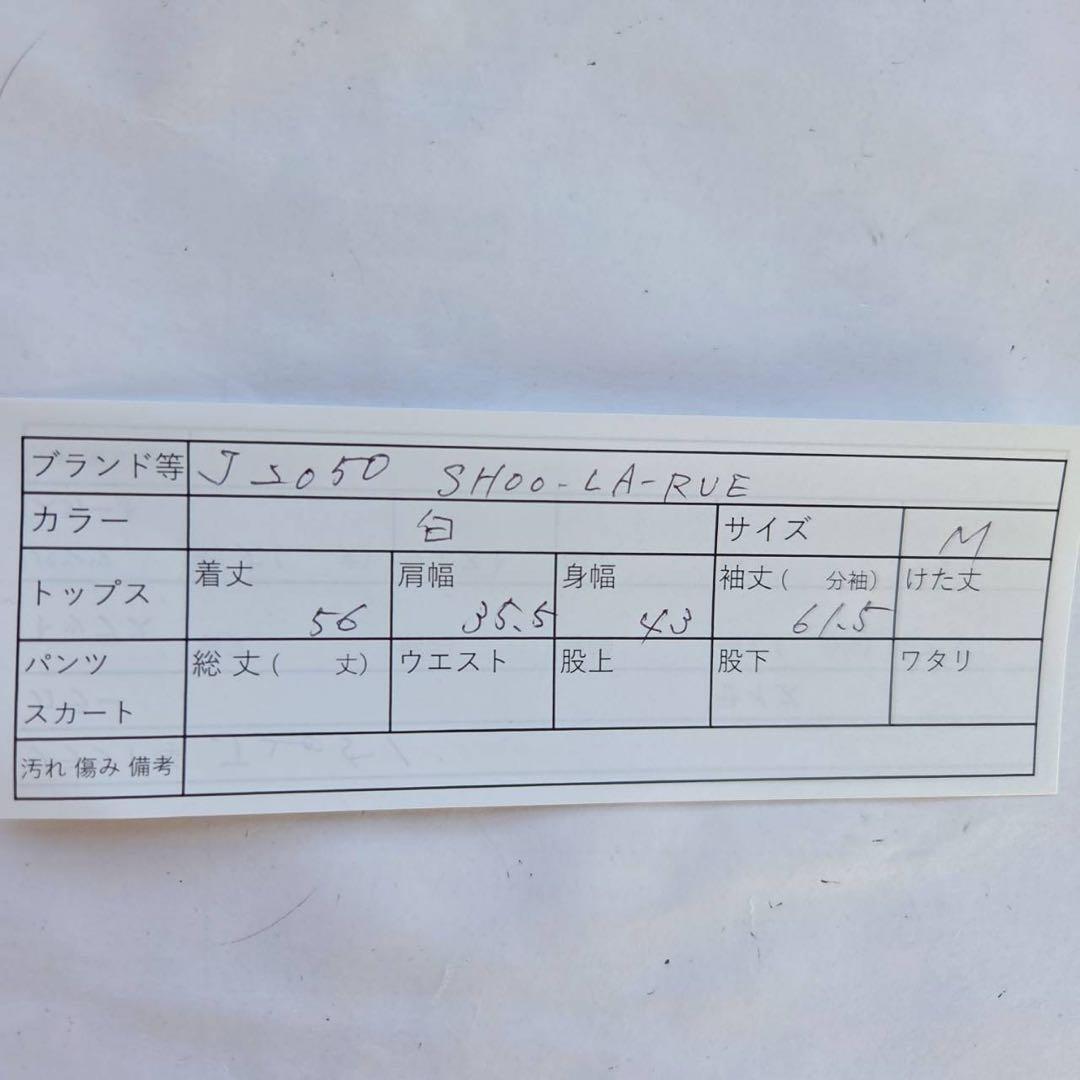 ブランド等 J5050 SHOO-LA-RUE
カラー 白 サイズ M
トップス 着丈 56 肩幅 35.5 身幅 43 袖丈( 分袖) 61.5 けた丈
パンツ スカート 総丈( 丈) ウエスト 股上 股下 ワタリ
汚れ 傷み 備考